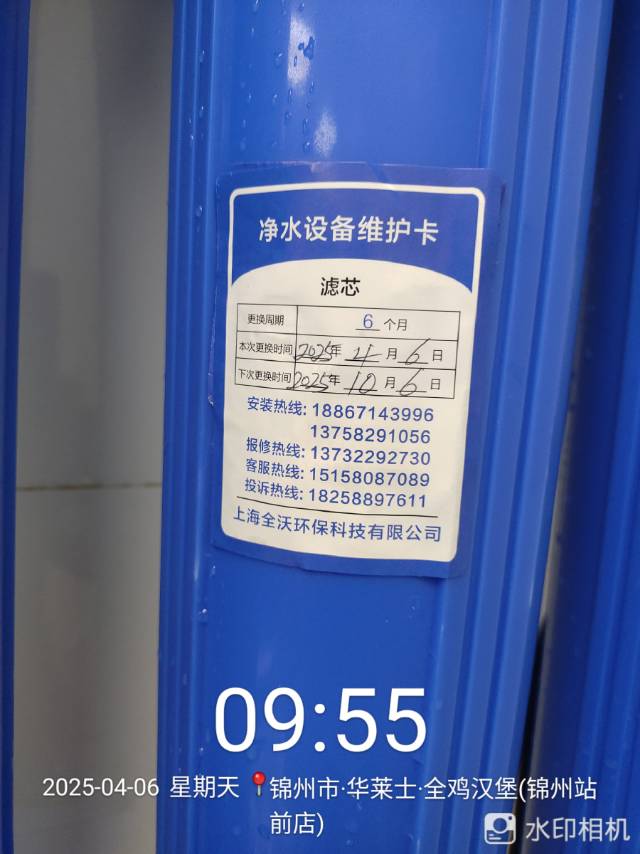 净水设备维护卡
滤芯
更换周期 6 个月
本次更换时间 2025年 4 月 6 日
下次更换时间 2025年 10 月 6 日
安装热线: 18867143996
13758291056
报修热线: 13732292730
客服热线: 15158087089
投诉热线: 18258897611
上海全沃环保科技有限公司
09:55
2025-04-06 星期天 锦州市·华莱士·全鸡汉堡(锦州站
前店)
水印相机